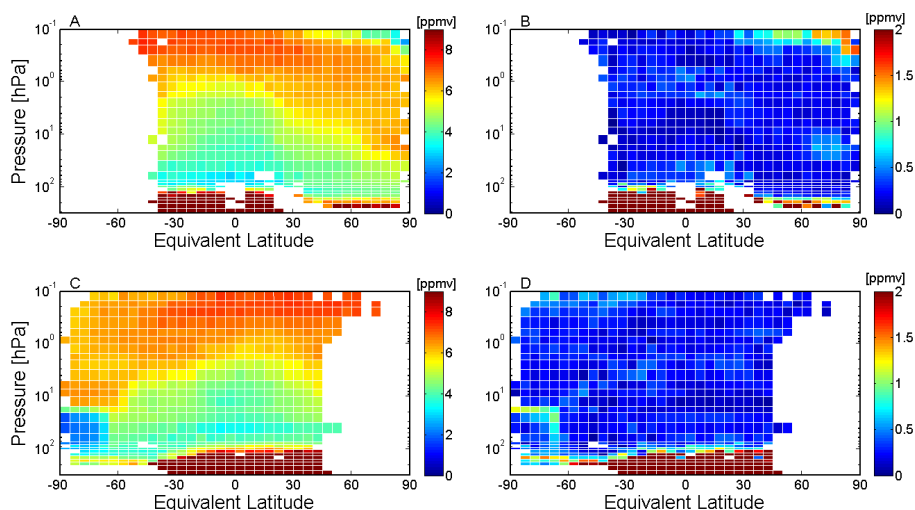 A [ppmv] B [ppmv]
10-1 8 10-1 2
10⁰ 6 10⁰ 1.5
Pressure [hPa] 10¹ 4 10¹ 1
10² 2 10² 0.5
0 0
-90 -60 -30 0 30 60 90 -90 -60 -30 0 30 60 90
Equivalent Latitude Equivalent Latitude
C [ppmv] D [ppmv]
10-1 8 10-1 2
10⁰ 6 10⁰ 1.5
Pressure [hPa] 10¹ 4 10¹ 1
10² 2 10² 0.5
0 0
-90 -60 -30 0 30 60 90 -90 -60 -30 0 30 60 90
Equivalent Latitude Equivalent Latitude